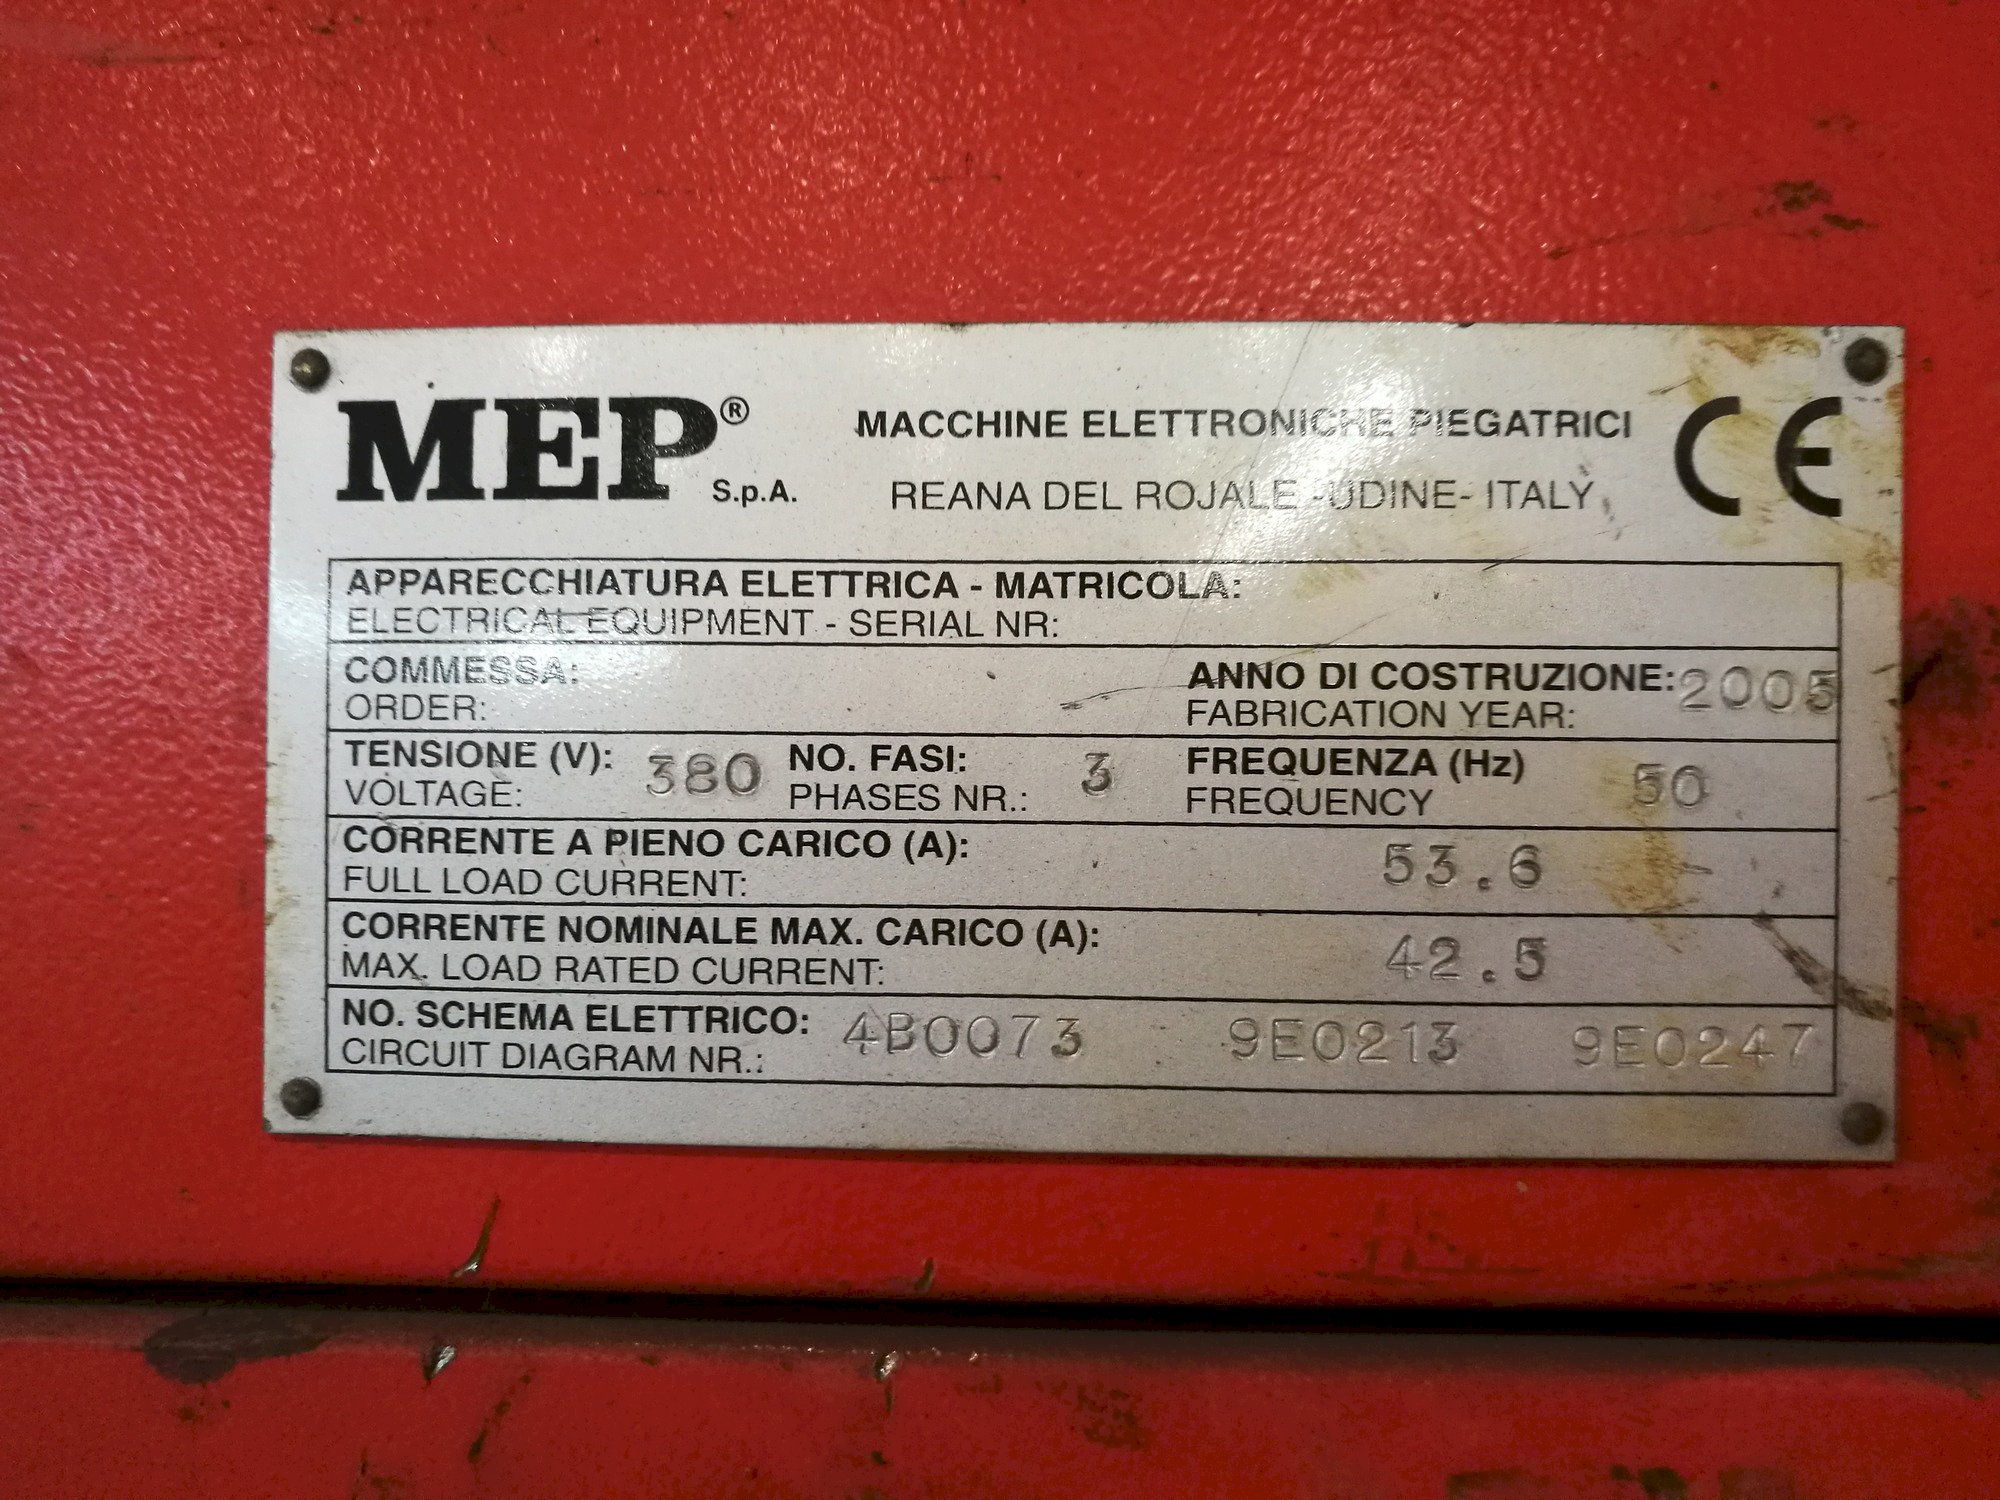 MEP® S.p.A.
MACCHINE ELETTRONICHE PIEGATRICI
REANA DEL ROJALE -UDINE- ITALY
CE
APPARECCHIATURA ELETTRICA - MATRICOLA:
ELECTRICAL EQUIPMENT - SERIAL NR:
COMMESSA:
ORDER:
ANNO DI COSTRUZIONE: 2005
FABRICATION YEAR:
TENSIONE (V): 380
VOLTAGE:
NO. FASI: 3
PHASES NR.:
FREQUENZA (Hz) 50
FREQUENCY
CORRENTE A PIENO CARICO (A): 53.6
FULL LOAD CURRENT:
CORRENTE NOMINALE MAX. CARICO (A): 42.5
MAX. LOAD RATED CURRENT:
NO. SCHEMA ELETTRICO: 4B0073 9E0213 9E0247
CIRCUIT DIAGRAM NR.: